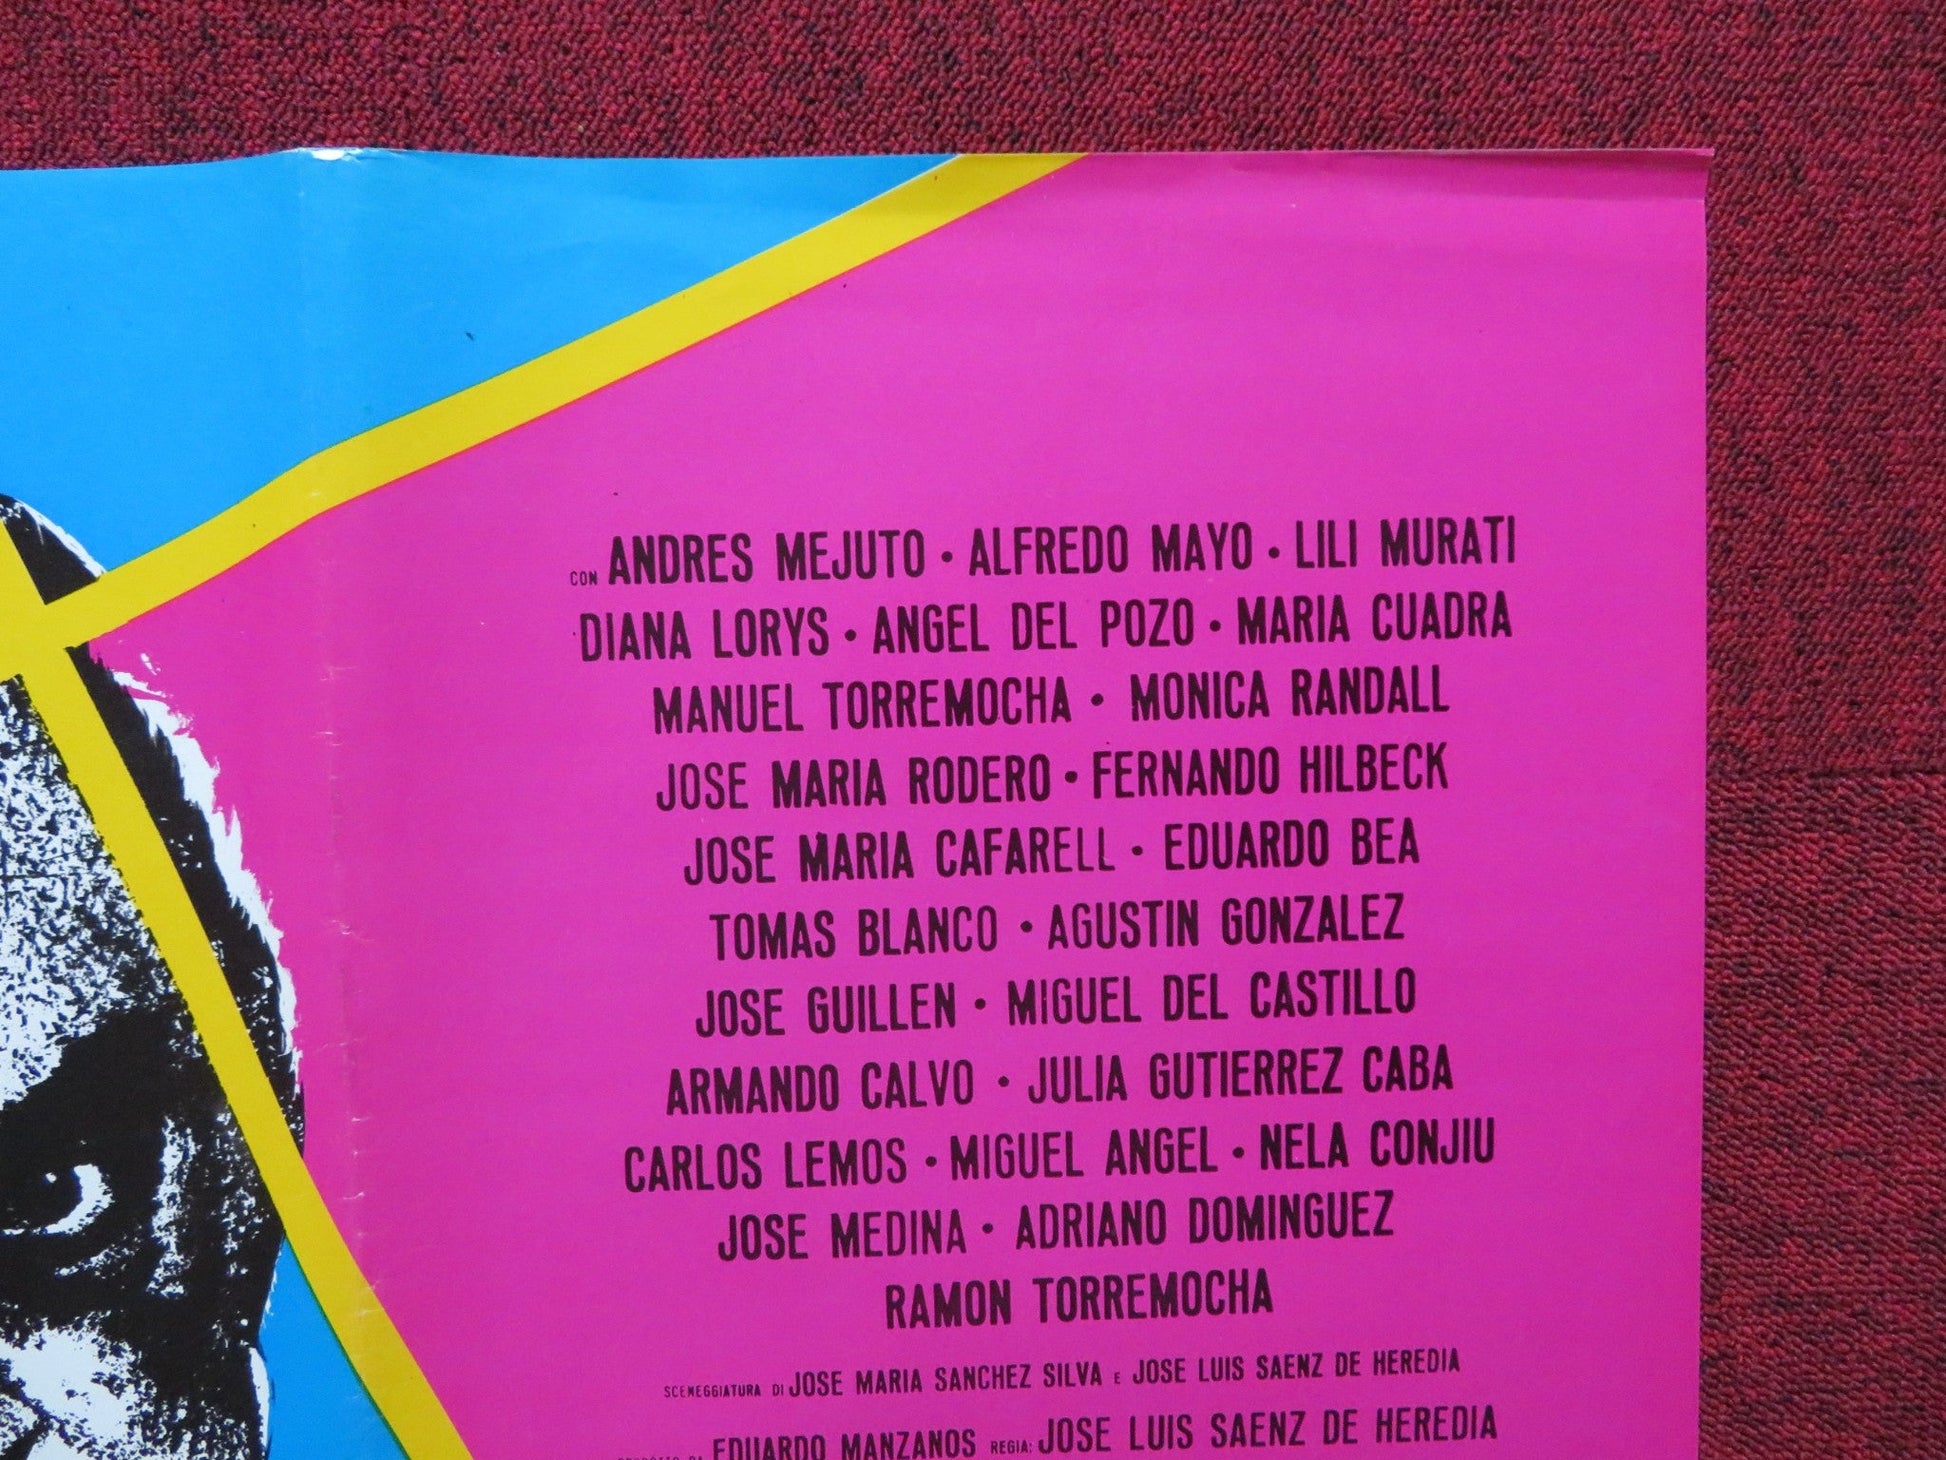 CON ANDRES MEJUTO • ALFREDO MAYO • LILI MURATI
DIANA LORYS • ANGEL DEL POZO • MARIA CUADRA
MANUEL TORREMOCHA • MONICA RANDALL
JOSE MARIA RODERO • FERNANDO HILBECK
JOSE MARIA CAFARELL • EDUARDO BEA
TOMAS BLANCO • AGUSTIN GONZALEZ
JOSE GUILLEN • MIGUEL DEL CASTILLO
ARMANDO CALVO • JULIA GUTIERREZ CABA
CARLOS LEMOS • MIGUEL ANGEL • NELA CONJIU
JOSE MEDINA • ADRIANO DOMINGUEZ
RAMON TORREMOCHA
SCENEGGIATURA DI JOSE MARIA SANCHEZ SILVA E JOSE LUIS SAENZ DE HEREDIA
EDUARDO MANZANOS REGIA: JOSE LUIS SAENZ DE HEREDIA